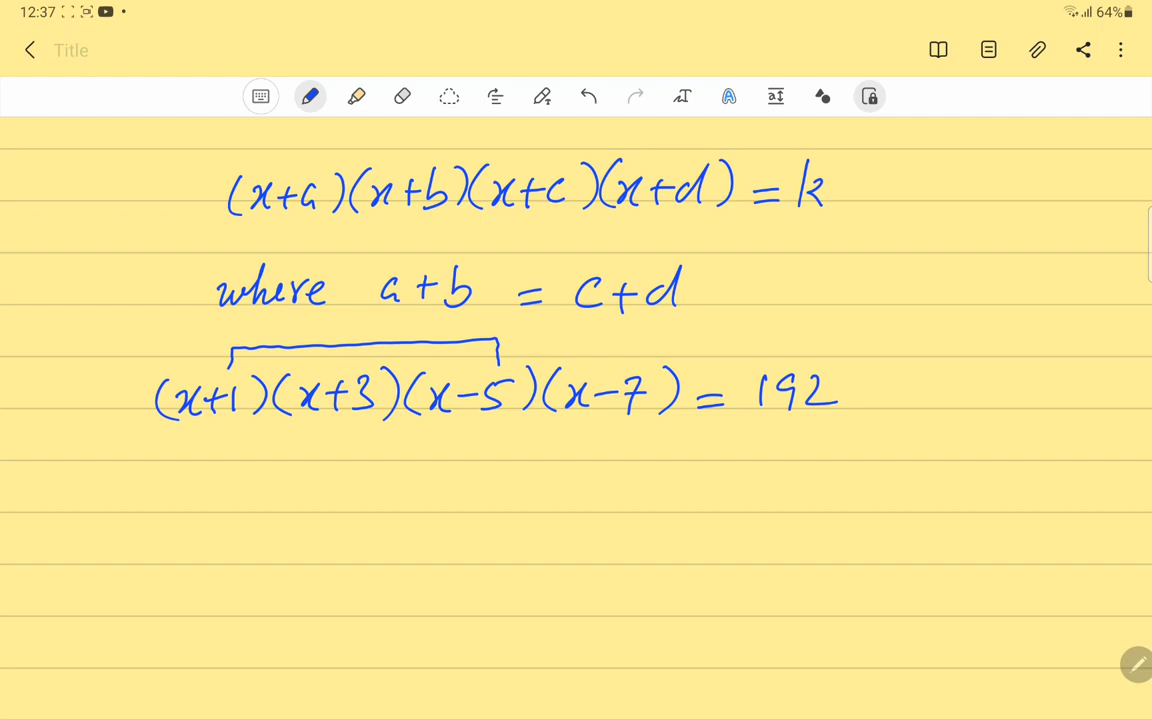 12:37 64%
Title
(x+a)(x+b)(x+c)(x+d) = k
where a+b = c+d
(x+1)(x+3)(x-5)(x-7) = 192